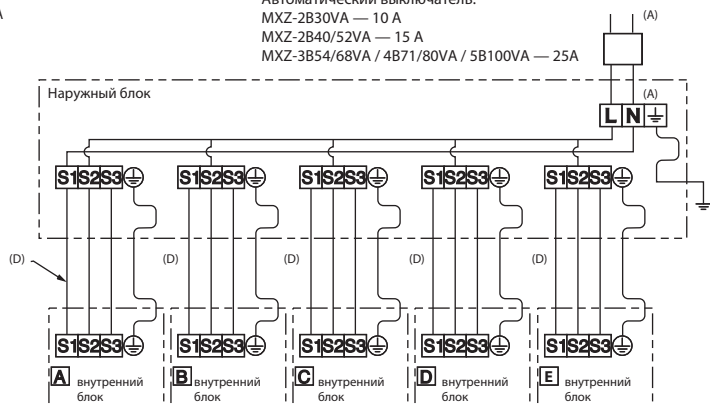 Автоматический выключатель:
MXZ-2B30VA — 10 A
MXZ-2B40/52VA — 15 A
MXZ-3B54/68VA / 4B71/80VA / 5B100VA — 25A
(A)
Наружный блок
(A)
L N
S1 S2 S3 S1 S2 S3 S1 S2 S3 S1 S2 S3 S1 S2 S3
(D) (D) (D) (D) (D)
S1 S2 S3 S1 S2 S3 S1 S2 S3 S1 S2 S3 S1 S2 S3
A внутренний блок
B внутренний блок
C внутренний блок
D внутренний блок
E внутренний блок